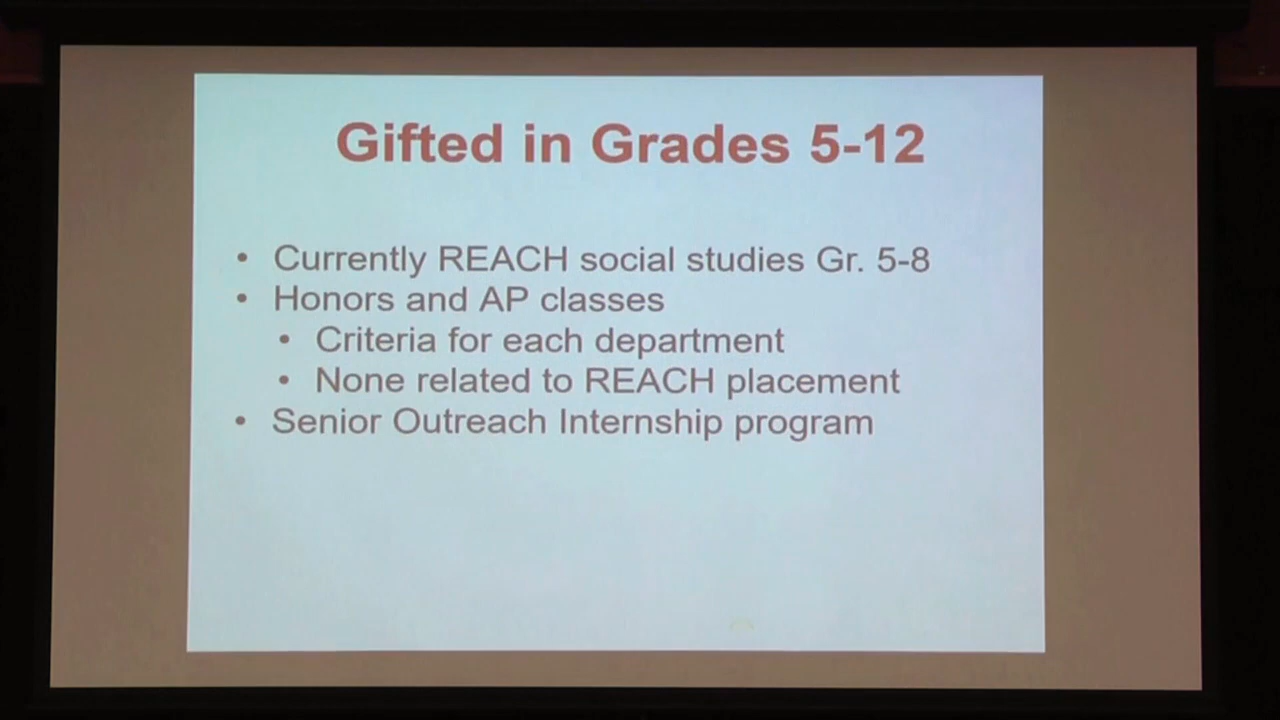 Gifted in Grades 5-12
• Currently REACH social studies Gr. 5-8
• Honors and AP classes
• Criteria for each department
• None related to REACH placement
• Senior Outreach Internship program